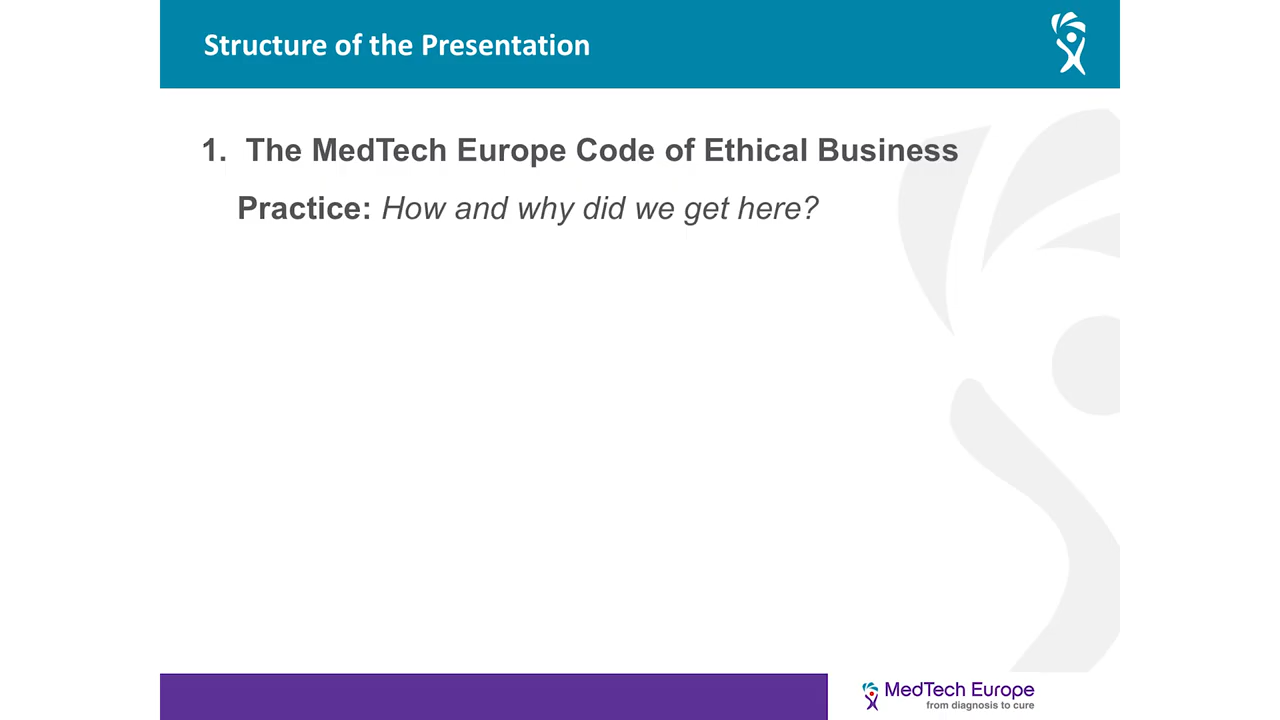 Structure of the Presentation
1. The MedTech Europe Code of Ethical Business
Practice: How and why did we get here?
MedTech Europe
from diagnosis to cure